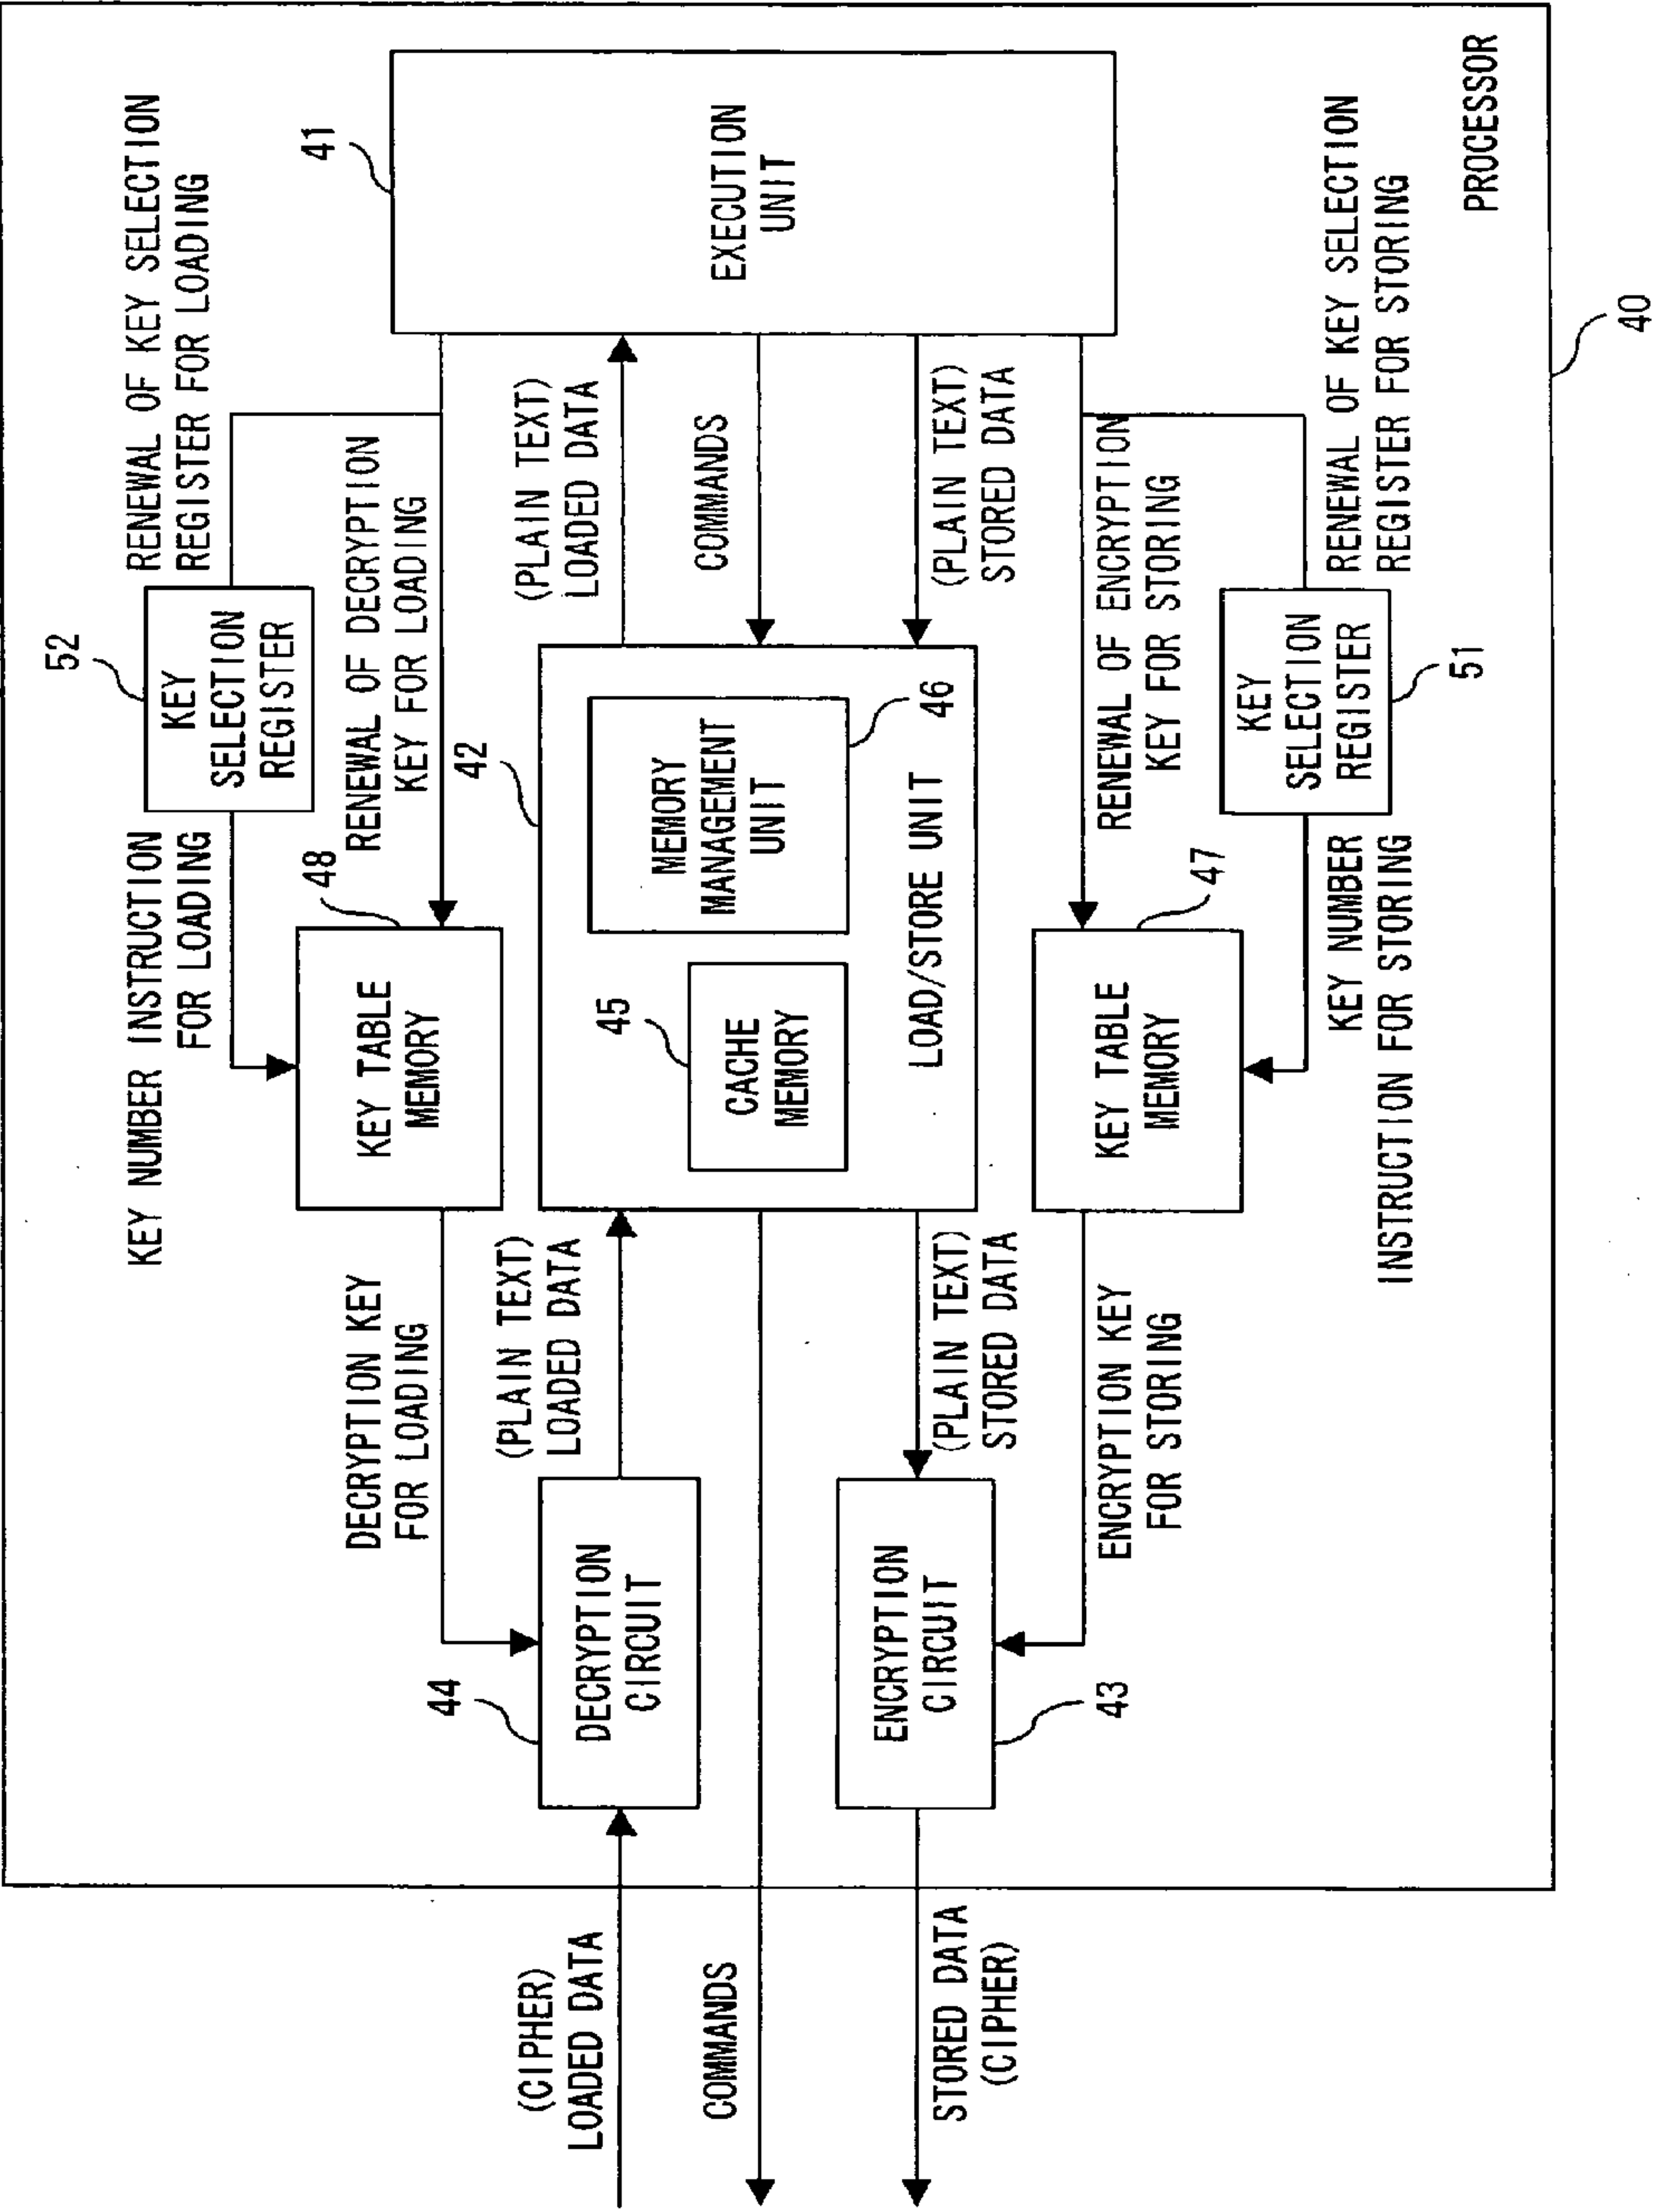 (CIPHER)
LOADED DATA
COMMANDS
STORED DATA
(CIPHER)
44
DECRYPTION
CIRCUIT
ENCRYPTION
CIRCUIT
43
DECRYPTION KEY
FOR LOADING
(PLAIN TEXT)
LOADED DATA
(PLAIN TEXT)
STORED DATA
ENCRYPTION KEY
FOR STORING
KEY NUMBER INSTRUCTION
FOR LOADING
48
KEY TABLE
MEMORY
42
45
CACHE
MEMORY
MEMORY
MANAGEMENT
UNIT
46
LOAD/STORE UNIT
KEY TABLE
MEMORY
47
KEY NUMBER
INSTRUCTION FOR STORING
52
KEY
SELECTION
REGISTER
KEY
SELECTION
REGISTER
51
RENEWAL OF KEY SELECTION
REGISTER FOR LOADING
RENEWAL OF DECRYPTION
KEY FOR LOADING
(PLAIN TEXT)
LOADED DATA
COMMANDS
(PLAIN TEXT)
STORED DATA
RENEWAL OF ENCRYPTION
KEY FOR STORING
RENEWAL OF KEY SELECTION
REGISTER FOR STORING
41
EXECUTION
UNIT
PROCESSOR
40